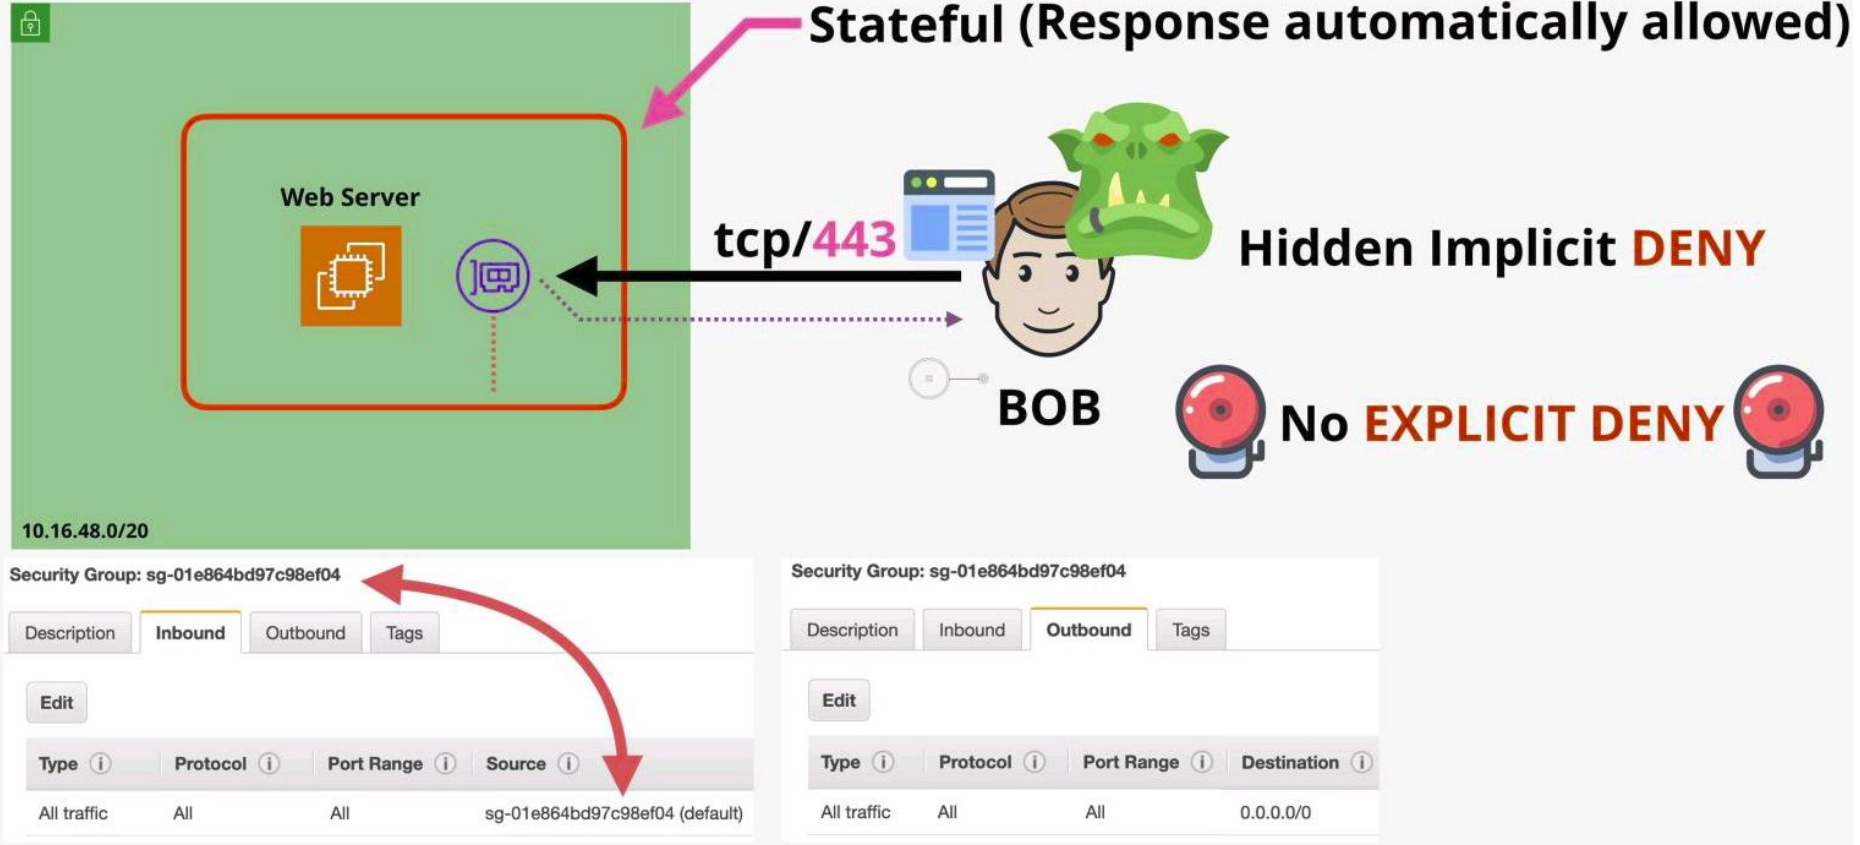 Stateful (Response automatically allowed)
Web Server
tcp/443
Hidden Implicit DENY
BOB
No EXPLICIT DENY
10.16.48.0/20
Security Group: sg-01e864bd97c98ef04
Description Inbound Outbound Tags
Edit
Type i Protocol i Port Range i Source i
All traffic All All sg-01e864bd97c98ef04 (default)
Security Group: sg-01e864bd97c98ef04
Description Inbound Outbound Tags
Edit
Type i Protocol i Port Range i Destination i
All traffic All All 0.0.0.0/0